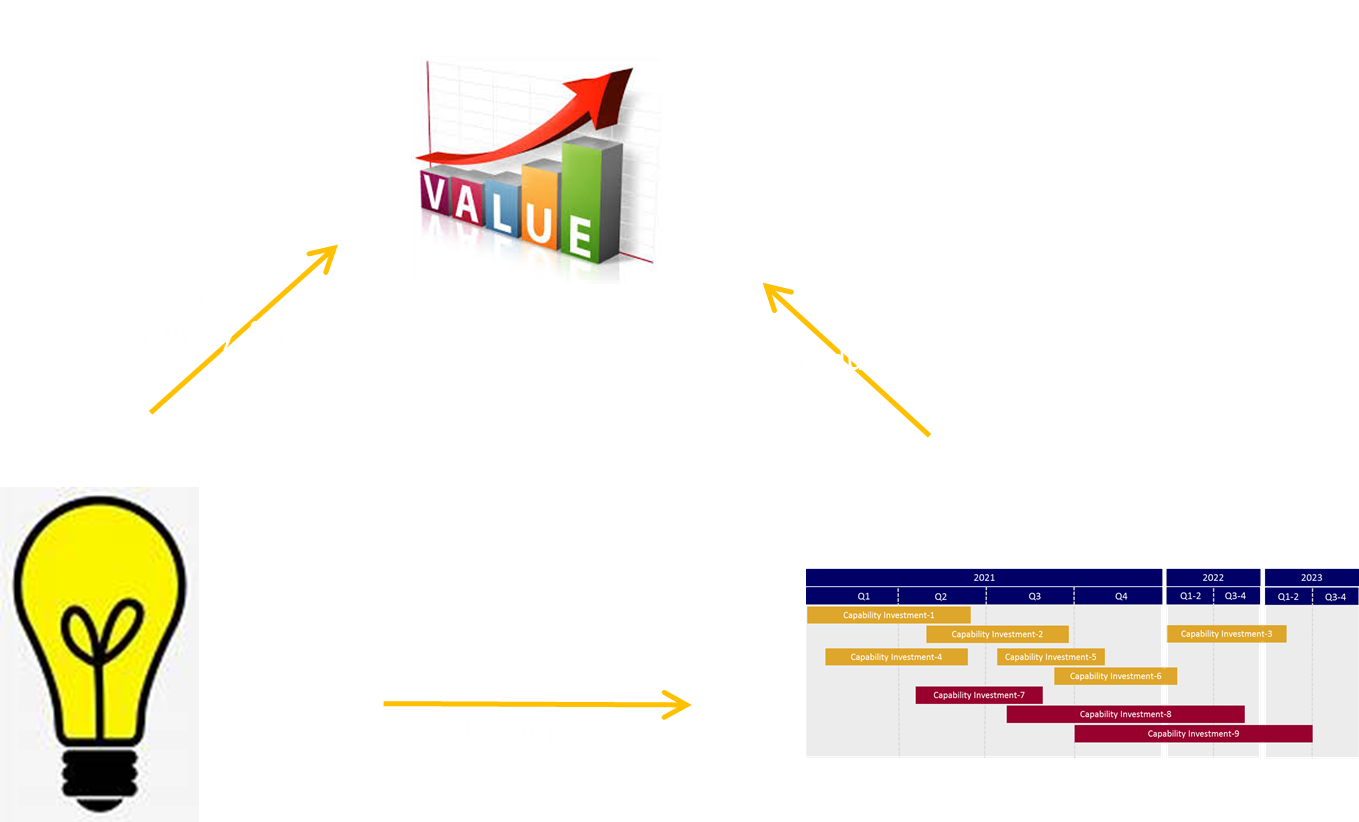 VALUE
2021 2022 2023
Q1 Q2 Q3 Q4 Q1-2 Q3-4 Q1-2 Q3-4
Capability Investment-1
Capability Investment-2 Capability Investment-3
Capability Investment-4 Capability Investment-5
Capability Investment-6
Capability Investment-7
Capability Investment-8
Capability Investment-9